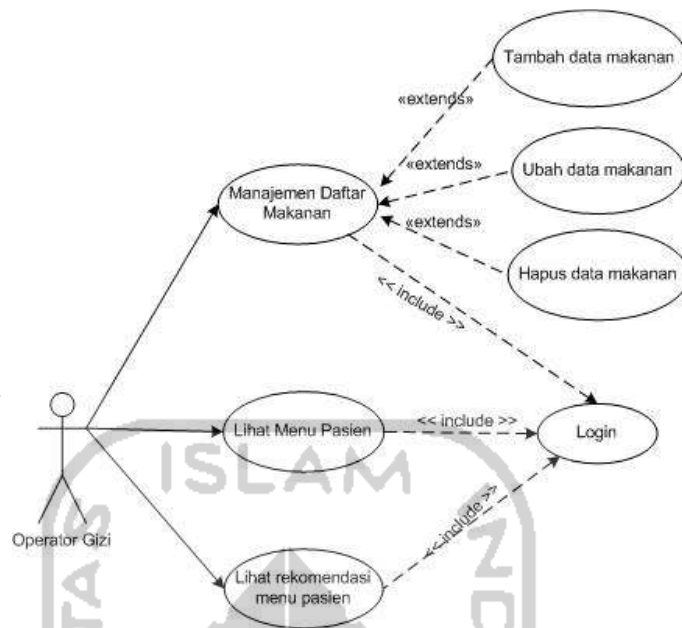 Tambah data makanan
«extends»
«extends»
Ubah data makanan
Manajemen Daftar
Makanan
«extends»
Hapus data makanan
<< include >>
Lihat Menu Pasien
<< include >>
Login
ISLAM
<< include >>
Operator Gizi
Lihat rekomendasi
menu pasien